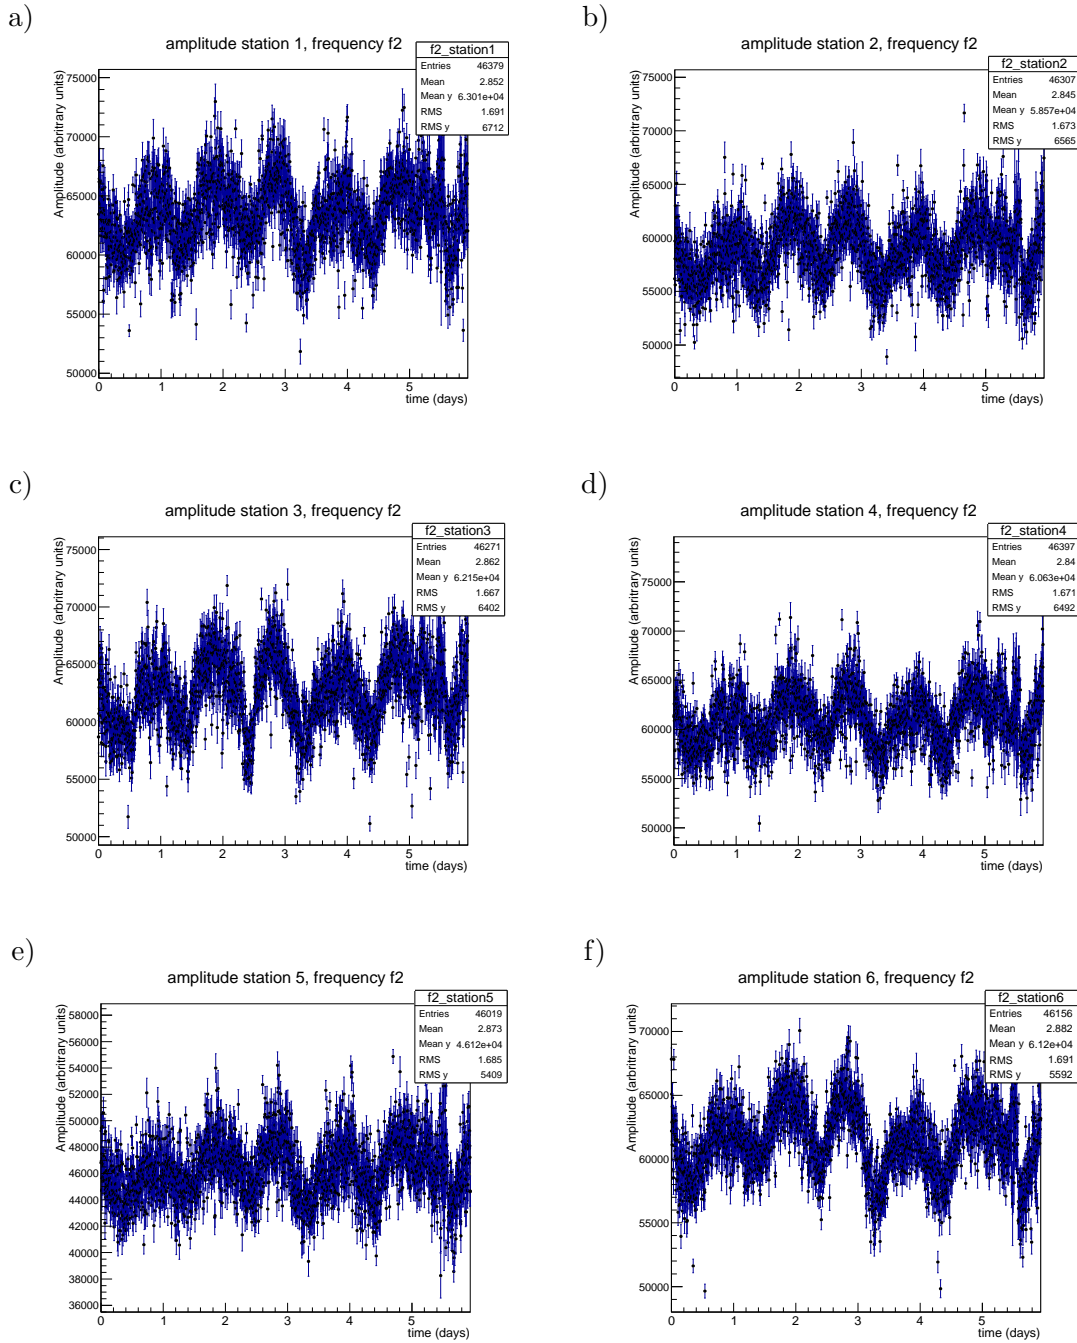 a)
amplitude station 1, frequency f2
f2_station1
Entries 46379
Mean 2.852
Mean y 6.301e+04
RMS 1.691
RMS y 6712
Amplitude (arbritrary units)
75000
70000
65000
60000
55000
50000
0 1 2 3 4 5
time (days)
b)
amplitude station 2, frequency f2
f2_station2
Entries 46307
Mean 2.845
Mean y 5.857e+04
RMS 1.673
RMS y 6565
Amplitude (arbritrary units)
75000
70000
65000
60000
55000
50000
0 1 2 3 4 5
time (days)
c)
amplitude station 3, frequency f2
f2_station3
Entries 46271
Mean 2.862
Mean y 6.215e+04
RMS 1.667
RMS y 6402
Amplitude (arbritrary units)
75000
70000
65000
60000
55000
50000
0 1 2 3 4 5
time (days)
d)
amplitude station 4, frequency f2
f2_station4
Entries 46397
Mean 2.84
Mean y 6.063e+04
RMS 1.671
RMS y 6492
Amplitude (arbritrary units)
75000
70000
65000
60000
55000
50000
0 1 2 3 4 5
time (days)
e)
amplitude station 5, frequency f2
f2_station5
Entries 46019
Mean 2.873
Mean y 4.612e+04
RMS 1.685
RMS y 5409
Amplitude (arbritrary units)
58000
56000
54000
52000
50000
48000
46000
44000
42000
40000
38000
36000
0 1 2 3 4 5
time (days)
f)
amplitude station 6, frequency f2
f2_station6
Entries 46156
Mean 2.882
Mean y 6.12e+04
RMS 1.691
RMS y 5592
Amplitude (arbritrary units)
70000
65000
60000
55000
50000
0 1 2 3 4 5
time (days)